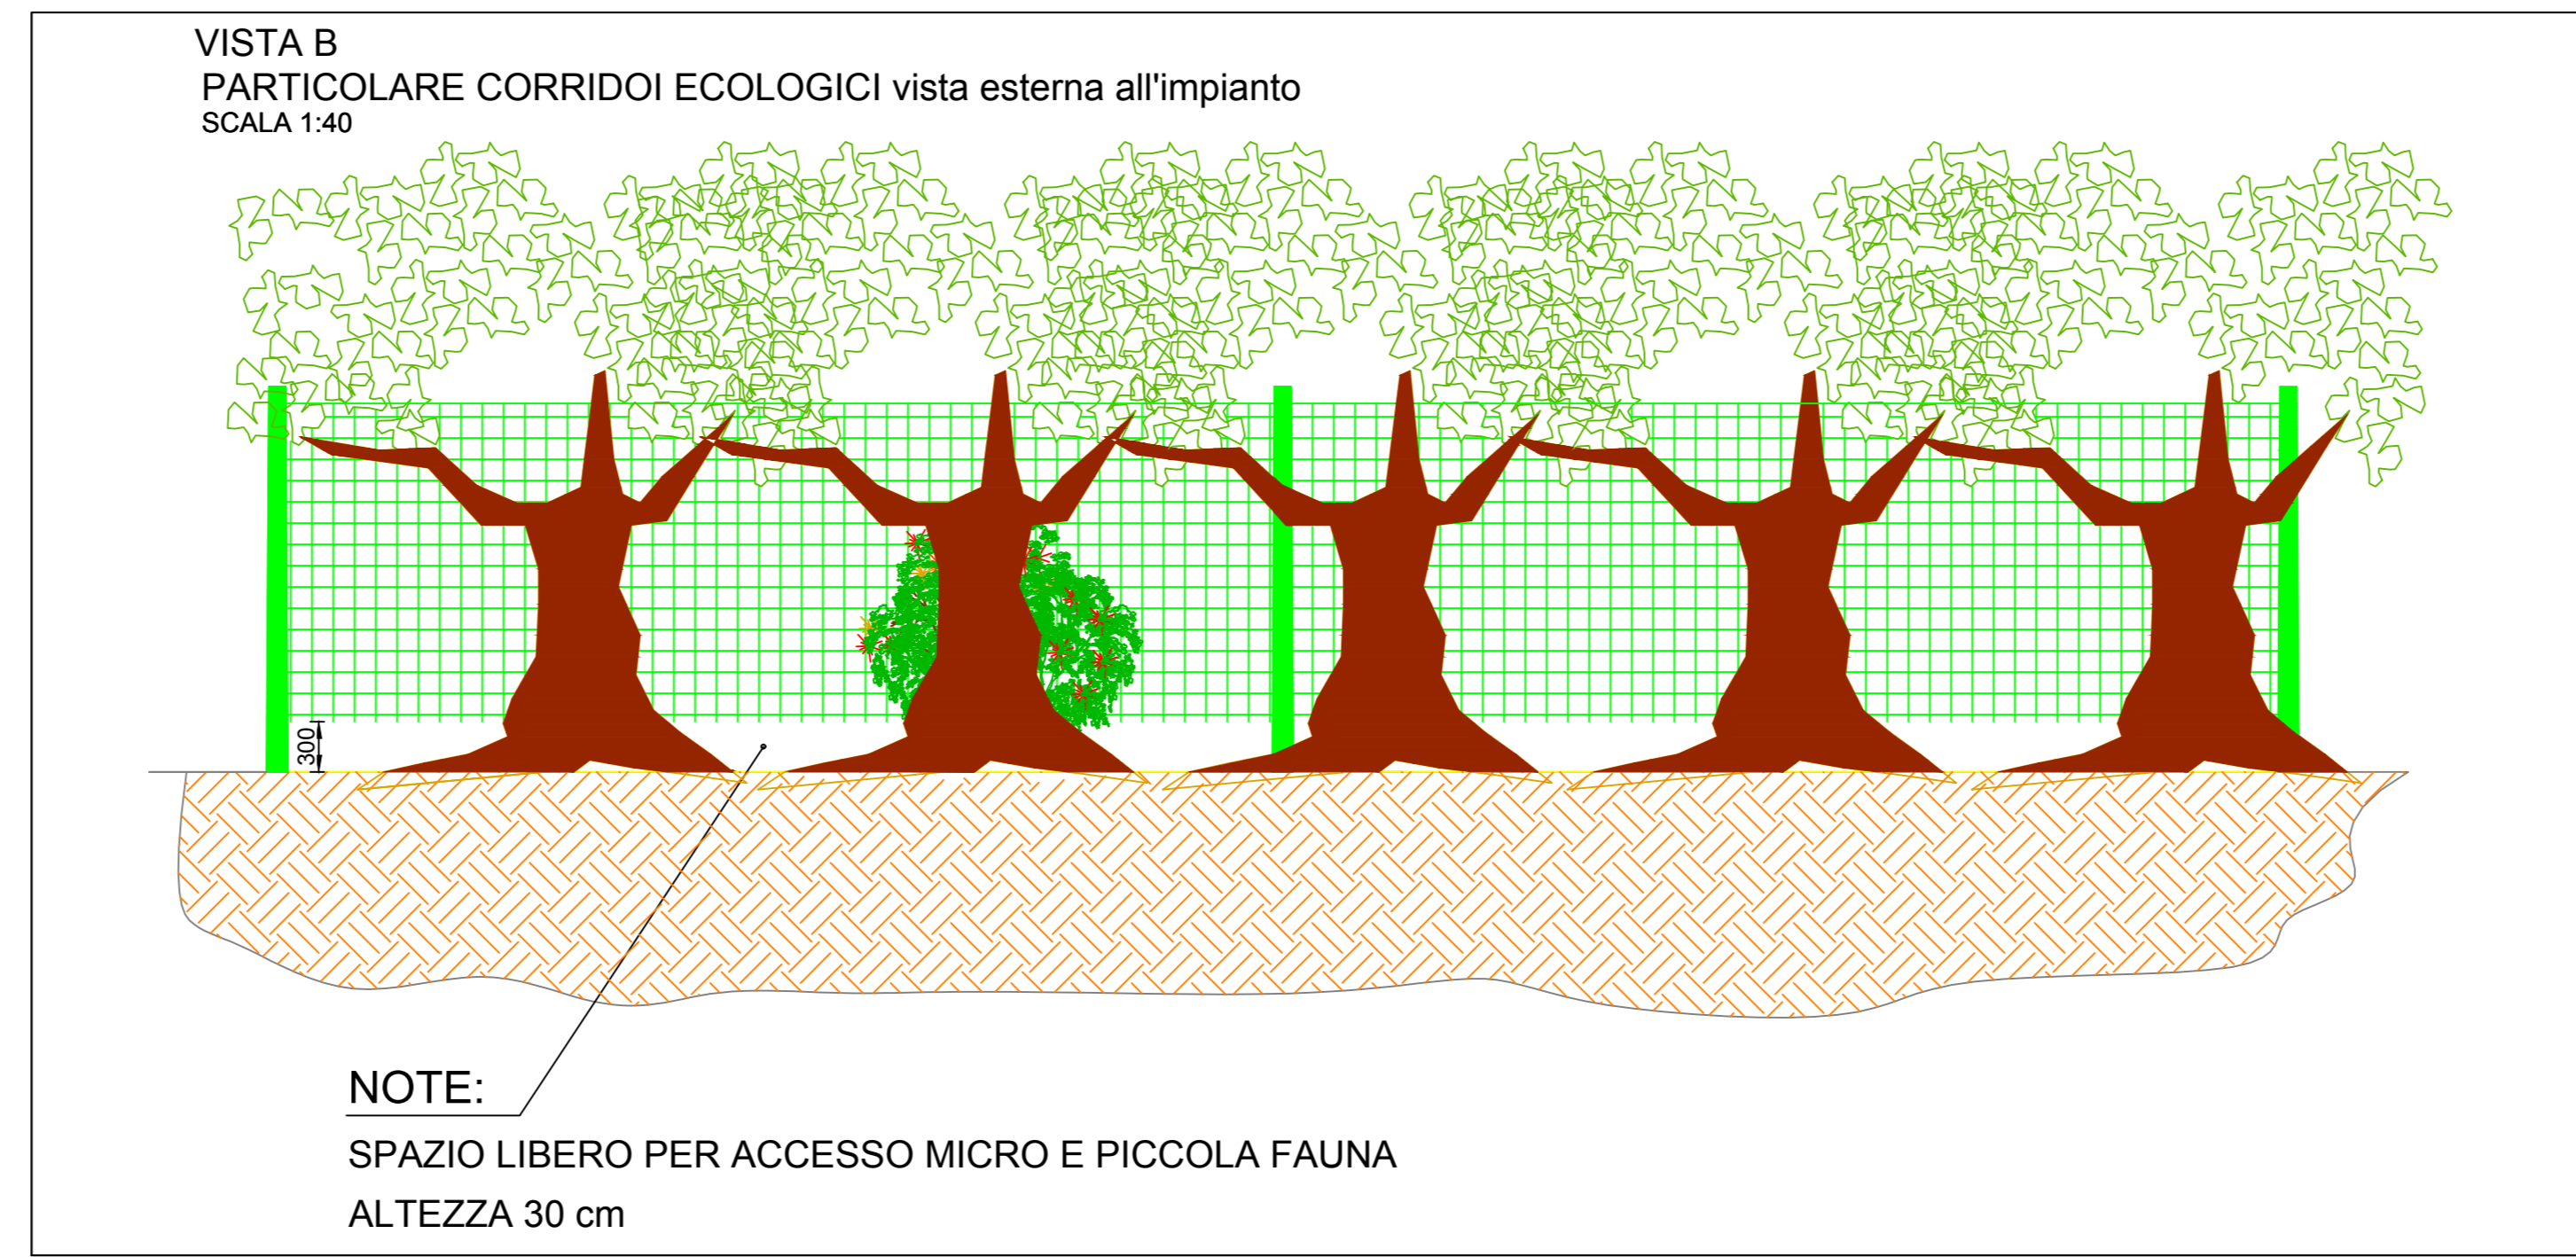 VISTA B
PARTICOLARE CORRIDOI ECOLOGICI vista esterna all'impianto
SCALA 1:40
300
NOTE:
SPAZIO LIBERO PER ACCESSO MICRO E PICCOLA FAUNA
ALTEZZA 30 cm